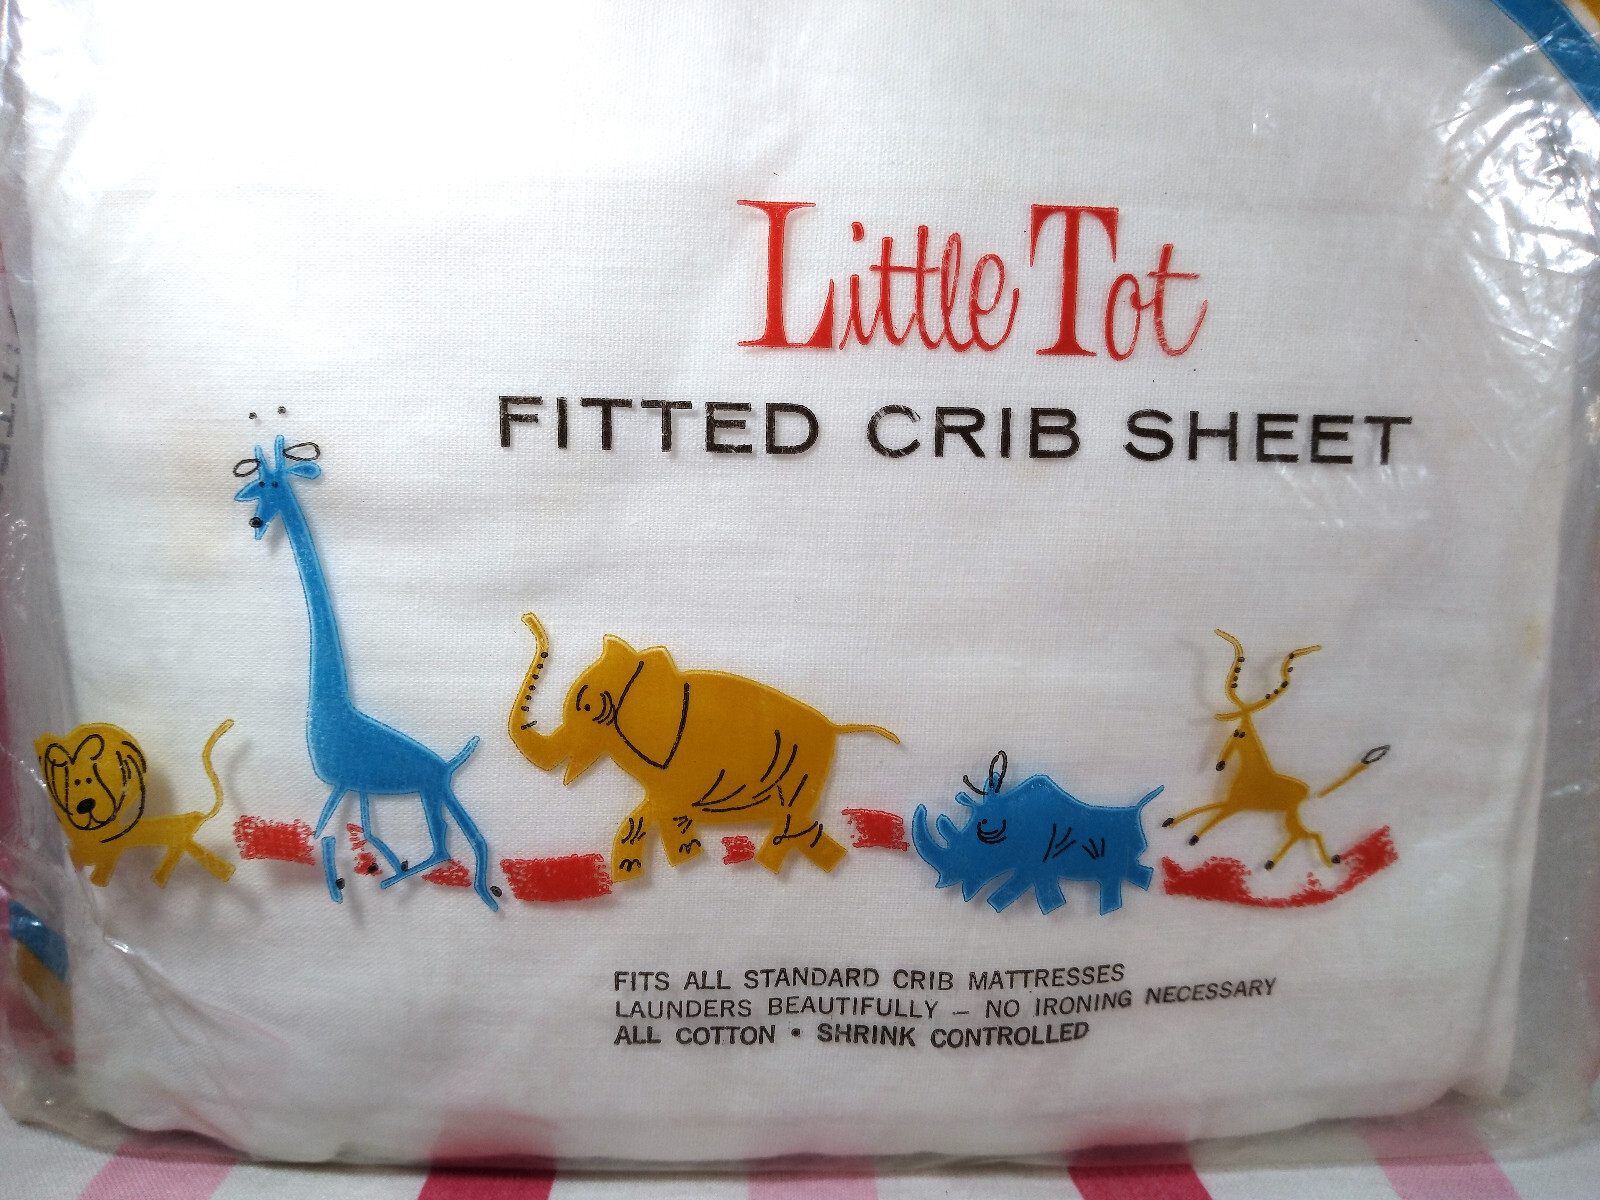 Little Tot
FITTED CRIB SHEET
FITS ALL STANDARD CRIB MATTRESSES
LAUNDERS BEAUTIFULLY – NO IRONING NECESSARY
ALL COTTON • SHRINK CONTROLLED